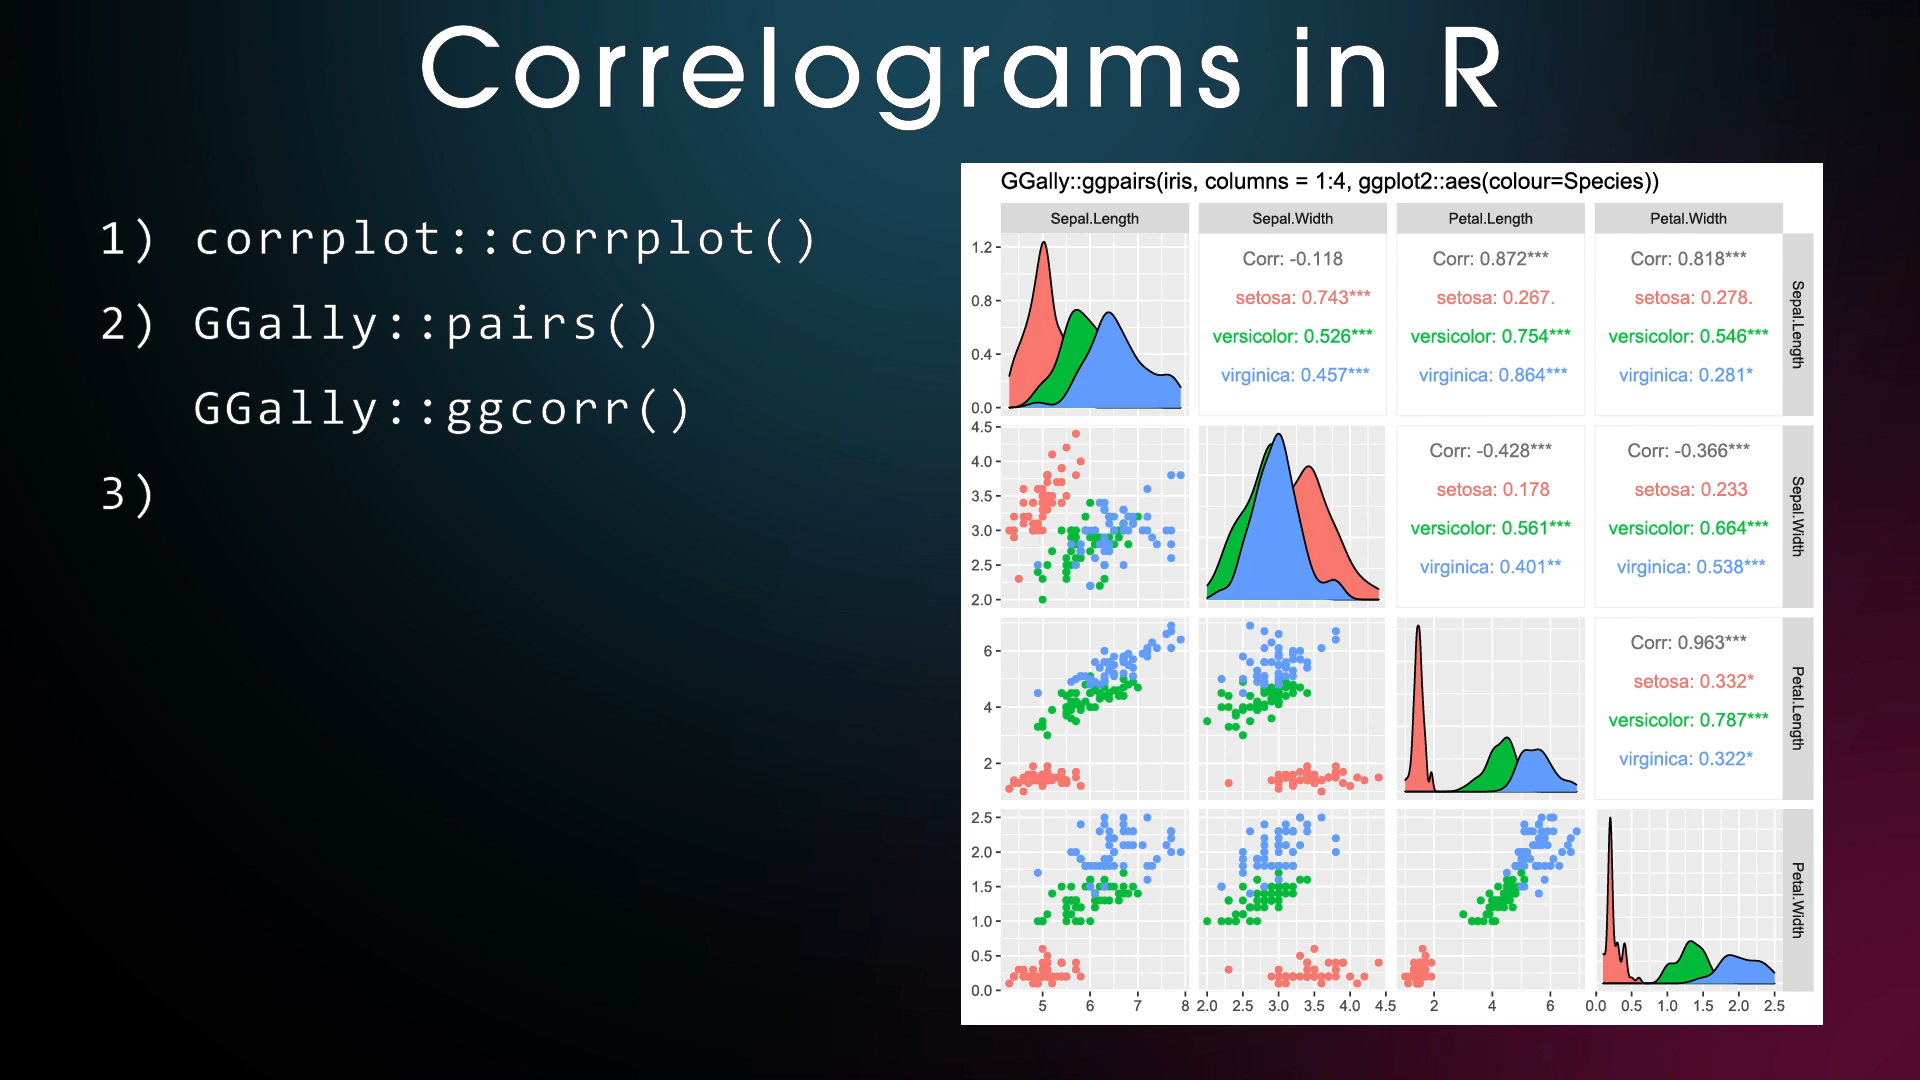 Correlograms in R
1) corrplot::corrplot()
2) GGally::pairs()
GGally::ggcorr()
3)
GGally::ggpairs(iris, columns = 1:4, ggplot2::aes(colour=Species))
Sepal.Length Sepal.Width Petal.Length Petal.Width
1.2
0.8
0.4
0.0
Corr: -0.118
setosa: 0.743***
versicolor: 0.526***
virginica: 0.457***
Corr: 0.872***
setosa: 0.267.
versicolor: 0.754***
virginica: 0.864***
Corr: 0.818***
setosa: 0.278.
versicolor: 0.546***
virginica: 0.281*
Sepal.Length
4.5
4.0
3.5
3.0
2.5
2.0
Corr: -0.428***
setosa: 0.178
versicolor: 0.561***
virginica: 0.401**
Corr: -0.366***
setosa: 0.233
versicolor: 0.664***
virginica: 0.538***
Sepal.Width
6
4
2
Corr: 0.963***
setosa: 0.332*
versicolor: 0.787***
virginica: 0.322*
Petal.Length
2.5
2.0
1.5
1.0
0.5
0.0
Petal.Width
5 6 7 8 2.0 2.5 3.0 3.5 4.0 4.5 2 4 6 0.0 0.5 1.0 1.5 2.0 2.5